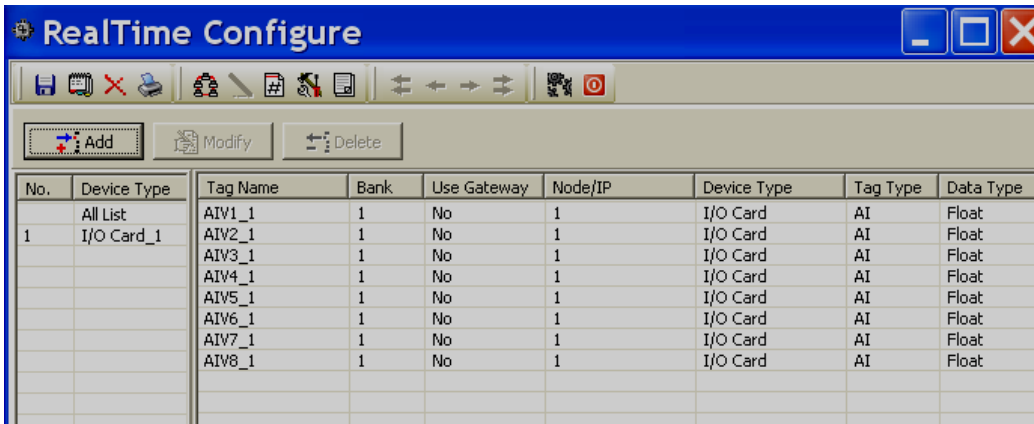 RealTime Configure
Add Modify Delete
No. Device Type Tag Name Bank Use Gateway Node/IP Device Type Tag Type Data Type
All List AIV1_1 1 No 1 I/O Card AI Float
1 I/O Card_1 AIV2_1 1 No 1 I/O Card AI Float
AIV3_1 1 No 1 I/O Card AI Float
AIV4_1 1 No 1 I/O Card AI Float
AIV5_1 1 No 1 I/O Card AI Float
AIV6_1 1 No 1 I/O Card AI Float
AIV7_1 1 No 1 I/O Card AI Float
AIV8_1 1 No 1 I/O Card AI Float